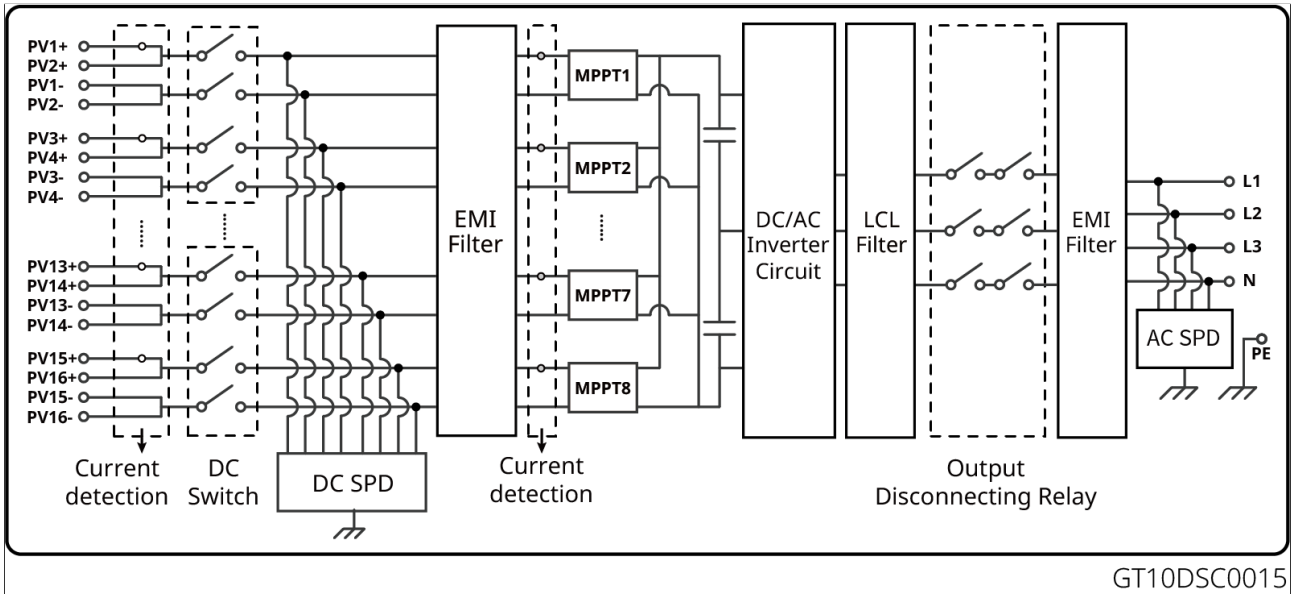 PV1+
PV2+
PV1-
PV2-
PV3+
PV4+
PV3-
PV4-
PV13+
PV14+
PV13-
PV14-
PV15+
PV16+
PV15-
PV16-
Current
detection
DC
Switch
DC SPD
EMI
Filter
Current
detection
MPPT1
MPPT2
MPPT7
MPPT8
DC/AC
Inverter
Circuit
LCL
Filter
Output
Disconnecting Relay
EMI
Filter
L1
L2
L3
N
AC SPD
PE
GT10DSC0015